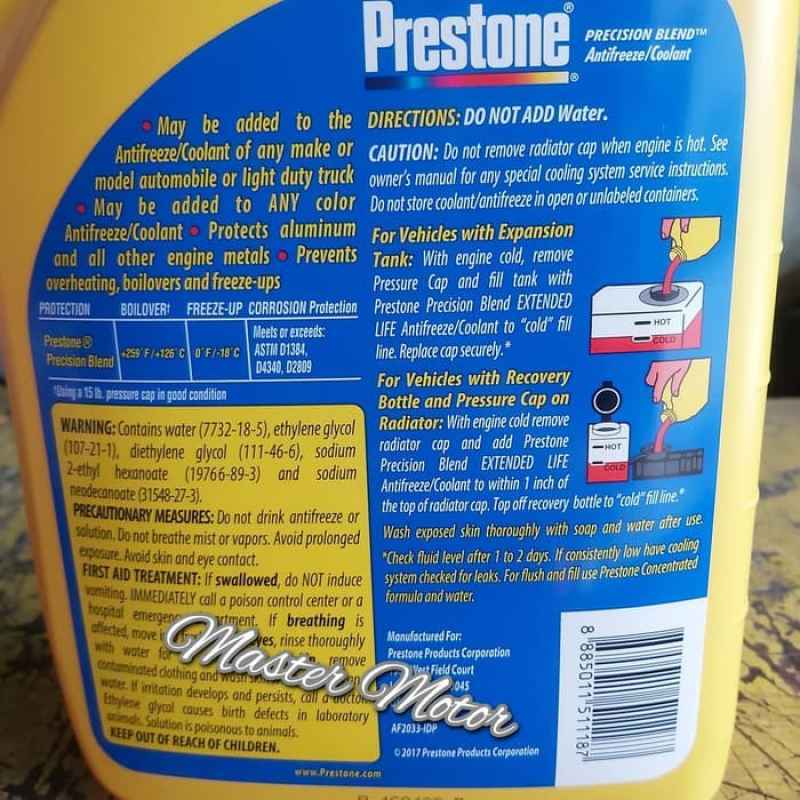 Prestone®
®
PRECISION BLEND™
Antifreeze/Coolant
• May be added to the
Antifreeze/Coolant of any make or
model automobile or light duty truck
• May be added to ANY color
Antifreeze/Coolant • Protects aluminum
and all other engine metals • Prevents
overheating, boilovers and freeze-ups
PROTECTION BOILOVER† FREEZE-UP CORROSION Protection
Prestone®
Precision Blend
+259°F/+126°C
0°F/-18°C
Meets or exceeds:
ASTM D1384,
D4340, D2809
†Using a 15 lb. pressure cap in good condition
WARNING: Contains water (7732-18-5), ethylene glycol
(107-21-1), diethylene glycol (111-46-6), sodium
2-ethyl hexanoate (19766-89-3) and sodium
neodecanoate (31548-27-3).
PRECAUTIONARY MEASURES: Do not drink antifreeze or
solution. Do not breathe mist or vapors. Avoid prolonged
exposure. Avoid skin and eye contact.
FIRST AID TREATMENT: If swallowed, do NOT induce
vomiting. IMMEDIATELY call a poison control center or a
hospital If breathing is
affected, move rinse thoroughly
with water for remove
contaminated clothing and wash
water. If irritation develops and persists, call a doctor.
Ethylene glycol causes birth defects in laboratory
animals. Solution is poisonous to animals.
KEEP OUT OF REACH OF CHILDREN.
www.Prestone.com
DIRECTIONS: DO NOT ADD Water.
CAUTION: Do not remove radiator cap when engine is hot. See
owner's manual for any special cooling system service instructions.
Do not store coolant/antifreeze in open or unlabeled containers.
For Vehicles with Expansion
Tank: With engine cold, remove
Pressure Cap and fill tank with
Prestone Precision Blend EXTENDED
LIFE Antifreeze/Coolant to "cold" fill
line. Replace cap securely.*
HOT
COLD
For Vehicles with Recovery
Bottle and Pressure Cap on
Radiator: With engine cold remove
radiator cap and add Prestone
Precision Blend EXTENDED LIFE
Antifreeze/Coolant to within 1 inch of
the top of radiator cap. Top off recovery bottle to "cold" fill line.*
HOT
COLD
Wash exposed skin thoroughly with soap and water after use.
*Check fluid level after 1 to 2 days. If consistently low have cooling
system checked for leaks. For flush and fill use Prestone Concentrated
formula and water.
Manufactured For:
Prestone Products Corporation
West Field Court
AF2033-IDP
©2017 Prestone Products Corporation
8 88501151118 7
Master Motor